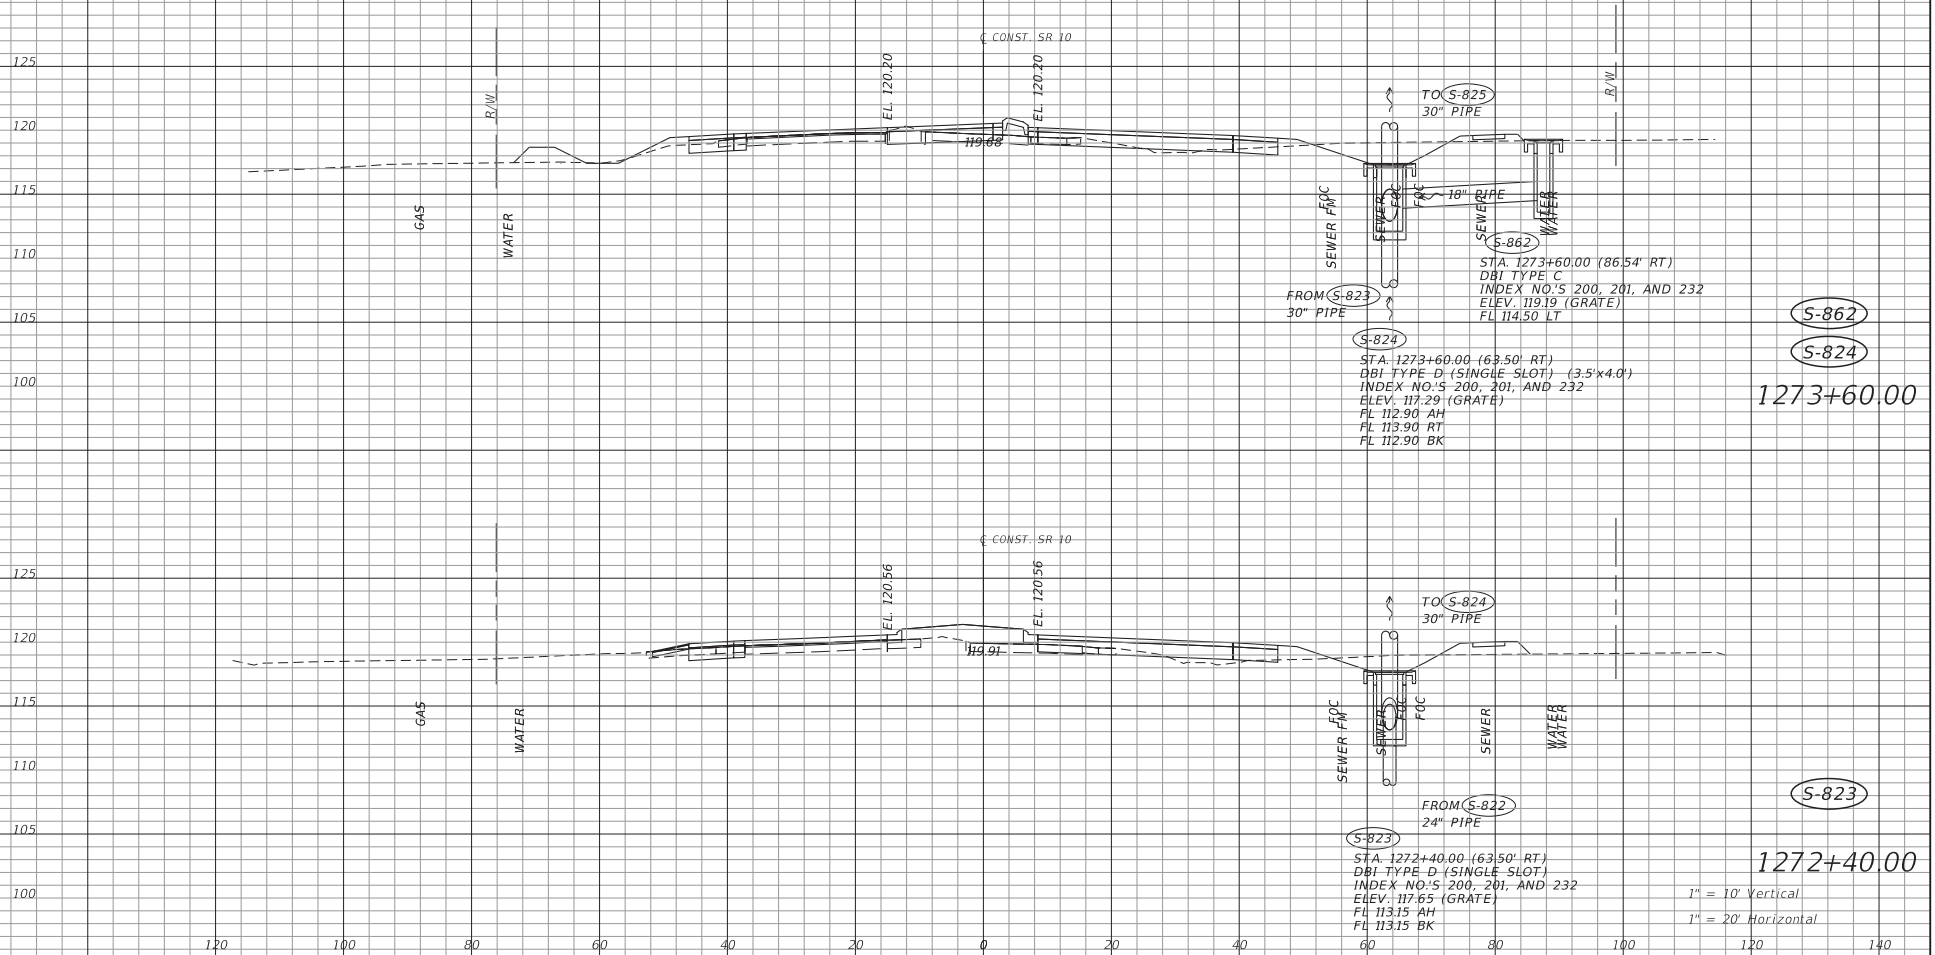 ℄ CONST. SR 10
125
120
115
110
105
100
R/W
EL. 120.20
EL. 120.20
R/W
119.68
TO S-825
30" PIPE
GAS
WATER
FOC
SEWER FM
SEWER
FOC
FOC
18" PIPE
SEWER
WATER
WATER
S-862
STA. 1273+60.00 (86.54' RT)
DBI TYPE C
INDEX NO.'S 200, 201, AND 232
ELEV. 119.19 (GRATE)
FL 114.50 LT
FROM S-823
30" PIPE
S-824
STA. 1273+60.00 (63.50' RT)
DBI TYPE D (SINGLE SLOT) (3.5'x4.0')
INDEX NO.'S 200, 201, AND 232
ELEV. 117.29 (GRATE)
FL 112.90 AH
FL 113.90 RT
FL 112.90 BK
S-862
S-824
1273+60.00
℄ CONST. SR 10
125
120
115
110
105
100
EL. 120.56
EL. 120.56
119.91
TO S-824
30" PIPE
GAS
WATER
FOC
SEWER FM
SEWER
FOC
FOC
SEWER
WATER
WATER
FROM S-822
24" PIPE
S-823
STA. 1272+40.00 (63.50' RT)
DBI TYPE D (SINGLE SLOT)
INDEX NO.'S 200, 201, AND 232
ELEV. 117.65 (GRATE)
FL 113.15 AH
FL 113.15 BK
S-823
1272+40.00
1" = 10' Vertical
1" = 20' Horizontal
120 100 80 60 40 20 0 20 40 60 80 100 120 140